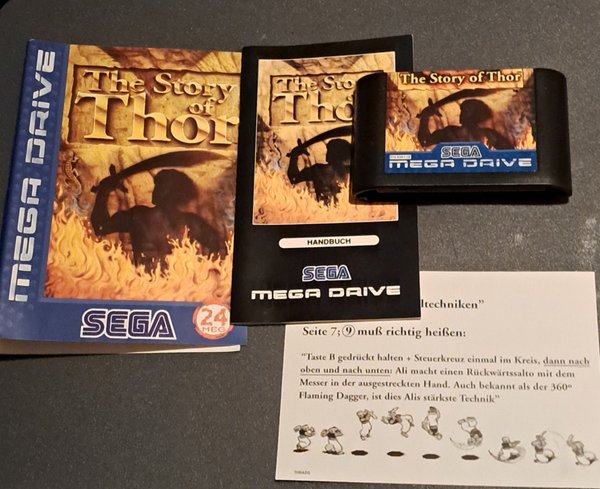 MEGA DRIVE
The Story
of
Thor
SEGA
24
MEG
The Story
of
Tho
HANDBUCH
SEGA
MEGA DRIVE
The Story of Thor
SEGA
MEGA DRIVE
ltechniken”
Seite 7; ⑨ muß richtig heißen:
“Taste B gedrückt halten + Steuerkreuz einmal im Kreis, dann nach
oben und nach unten: Ali macht einen Rückwärtssalto mit dem
Messer in der ausgestreckten Hand. Auch bekannt als der 360º
Flaming Dagger, ist dies Alis stärkste Technik”